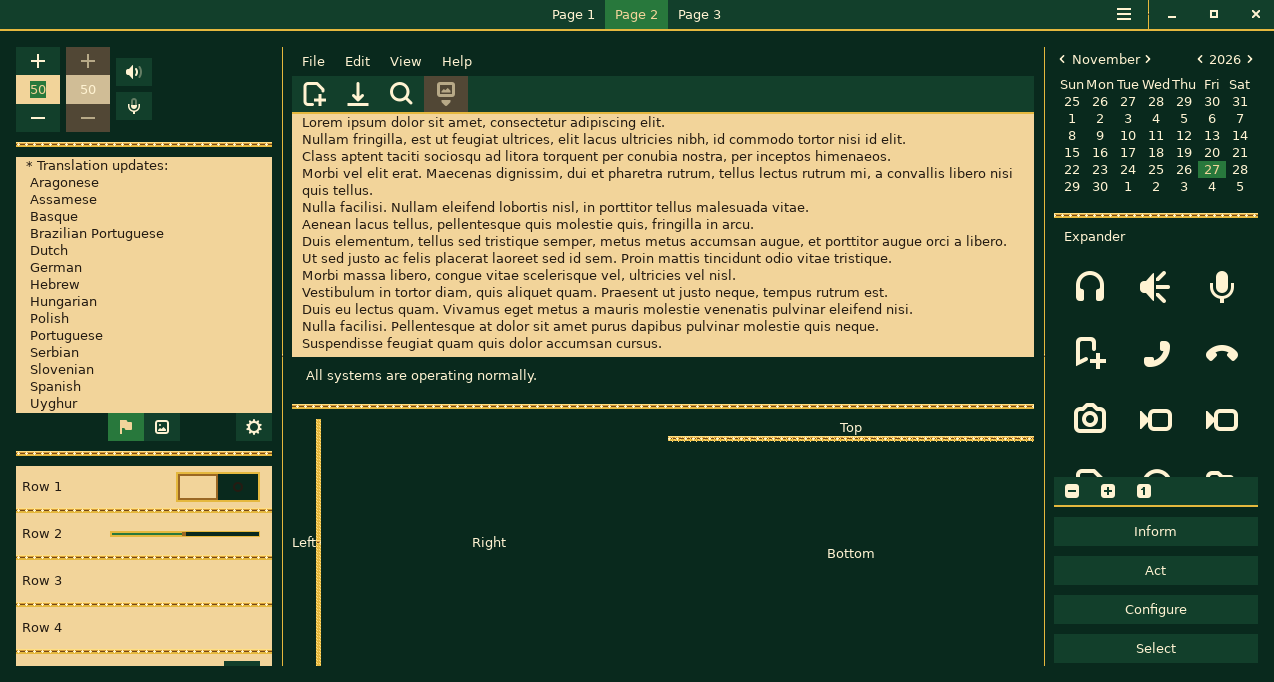 Page 1 Page 2 Page 3
50 50
* Translation updates:
Aragonese
Assamese
Basque
Brazilian Portuguese
Dutch
German
Hebrew
Hungarian
Polish
Portuguese
Serbian
Slovenian
Spanish
Uyghur
Row 1
Row 2
Row 3
Row 4
File Edit View Help
Lorem ipsum dolor sit amet, consectetur adipiscing elit.
Nullam fringilla, est ut feugiat ultrices, elit lacus ultricies nibh, id commodo tortor nisi id elit.
Class aptent taciti sociosqu ad litora torquent per conubia nostra, per inceptos himenaeos.
Morbi vel elit erat. Maecenas dignissim, dui et pharetra rutrum, tellus lectus rutrum mi, a convallis libero nisi
quis tellus.
Nulla facilisi. Nullam eleifend lobortis nisl, in porttitor tellus malesuada vitae.
Aenean lacus tellus, pellentesque quis molestie quis, fringilla in arcu.
Duis elementum, tellus sed tristique semper, metus metus accumsan augue, et porttitor augue orci a libero.
Ut sed justo ac felis placerat laoreet sed id sem. Proin mattis tincidunt odio vitae tristique.
Morbi massa libero, congue vitae scelerisque vel, ultricies vel nisl.
Vestibulum in tortor diam, quis aliquet quam. Praesent ut justo neque, tempus rutrum est.
Duis eu lectus quam. Vivamus eget metus a mauris molestie venenatis pulvinar eleifend nisi.
Nulla facilisi. Pellentesque at dolor sit amet purus dapibus pulvinar molestie quis neque.
Suspendisse feugiat quam quis dolor accumsan cursus.
All systems are operating normally.
Left
Right
Top
Bottom
November 2026
Sun Mon Tue Wed Thu Fri Sat
25 26 27 28 29 30 31
1 2 3 4 5 6 7
8 9 10 11 12 13 14
15 16 17 18 19 20 21
22 23 24 25 26 27 28
29 30 1 2 3 4 5
Expander
1
Inform
Act
Configure
Select